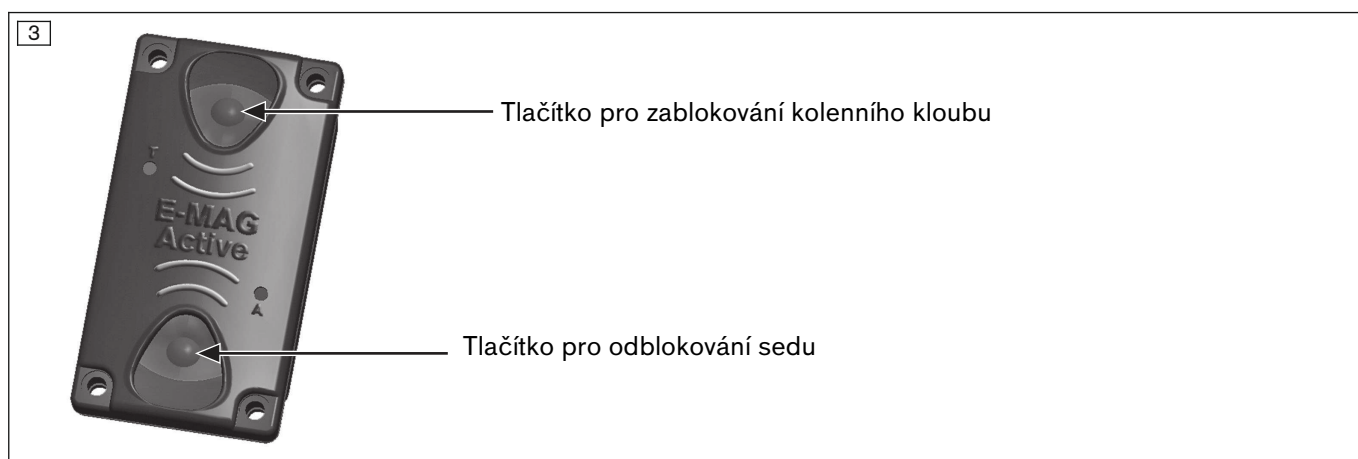 3
Tlačítko pro zablokování kolenního kloubu
T
E-MAG
Active
A
Tlačítko pro odblokování sedu